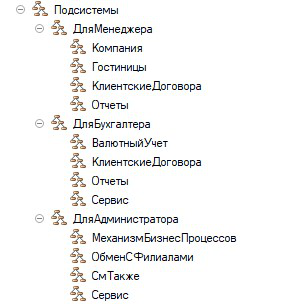 Подсистемы
ДляМенеджера
Компания
Гостиницы
КлиентскиеДоговора
Отчеты
ДляБухгалтера
ВалютныйУчет
КлиентскиеДоговора
Отчеты
Сервис
ДляАдминистратора
МеханизмБизнесПроцессов
ОбменСФилиалами
СмТакже
Сервис